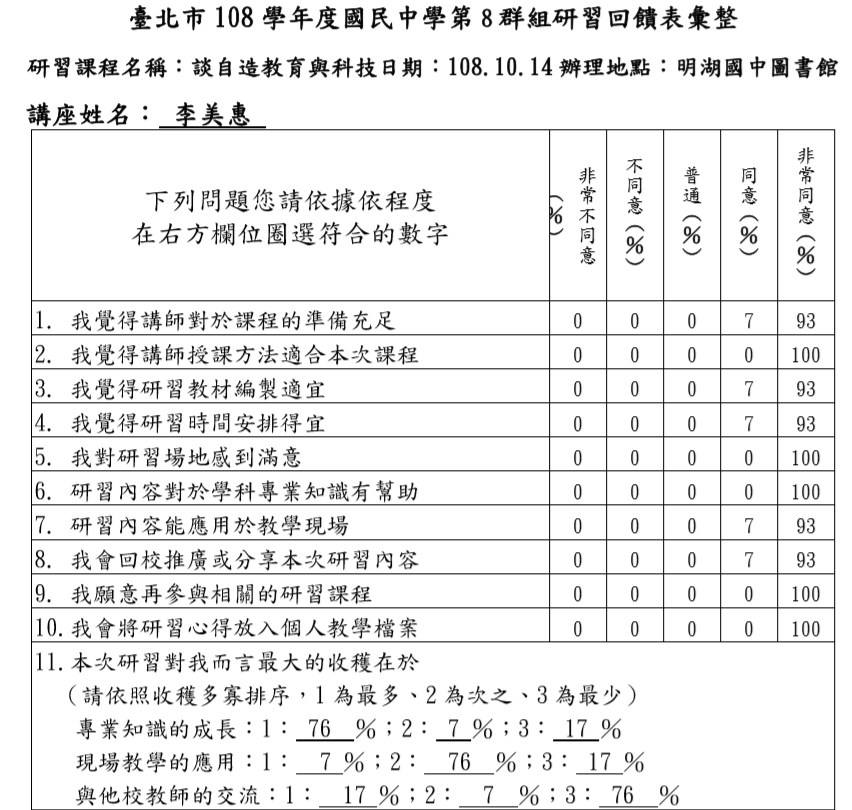 臺北市 108 學年度國民中學第 8 群組研習回饋表彙整
研習課程名稱：談自造教育與科技日期：108.10.14 辦理地點：明湖國中圖書館
講座姓名： 李美惠
下列問題您請依據依程度
在右方欄位圈選符合的數字
非常不同意（%）
不同意（%）
普通（%）
同意（%）
非常同意（%）
1. 我覺得講師對於課程的準備充足 0 0 0 7 93
2. 我覺得講師授課方法適合本次課程 0 0 0 0 100
3. 我覺得研習教材編製適宜 0 0 0 7 93
4. 我覺得研習時間安排得宜 0 0 0 7 93
5. 我對研習場地感到滿意 0 0 0 0 100
6. 研習內容對於學科專業知識有幫助 0 0 0 0 100
7. 研習內容能應用於教學現場 0 0 0 7 93
8. 我會回校推廣或分享本次研習內容 0 0 0 7 93
9. 我願意再參與相關的研習課程 0 0 0 0 100
10. 我會將研習心得放入個人教學檔案 0 0 0 0 100
11. 本次研習對我而言最大的收穫在於
（請依照收穫多寡排序，1 為最多、2 為次之、3 為最少）
專業知識的成長：1： 76 %；2： 7 %；3： 17 %
現場教學的應用：1： 7 %；2： 76 %；3： 17 %
與他校教師的交流：1： 17 %；2： 7 %；3： 76 %